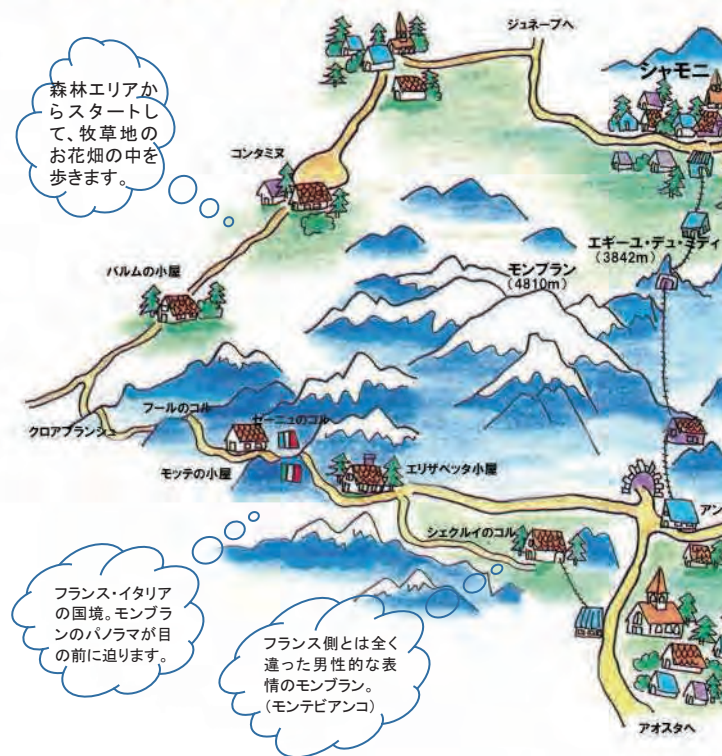 ジュネーブへ
シャモニ
森林エリアか
らスタートし
て、牧草地の
お花畑の中を
歩きます。
コンタミヌ
エギーユ・デュ・ミディ
(3842m)
モンブラン
(4810m)
バルムの小屋
フールのコル
クロアブランシュ
セーニュのコル
モッテの小屋
エリザベッタ小屋
アン
シェクルイのコル
フランス・イタリア
の国境。モンブラ
ンのパノラマが目
の前に迫ります。
フランス側とは全く
違った男性的な表
情のモンブラン。
(モンテビアンコ)
アオスタへ